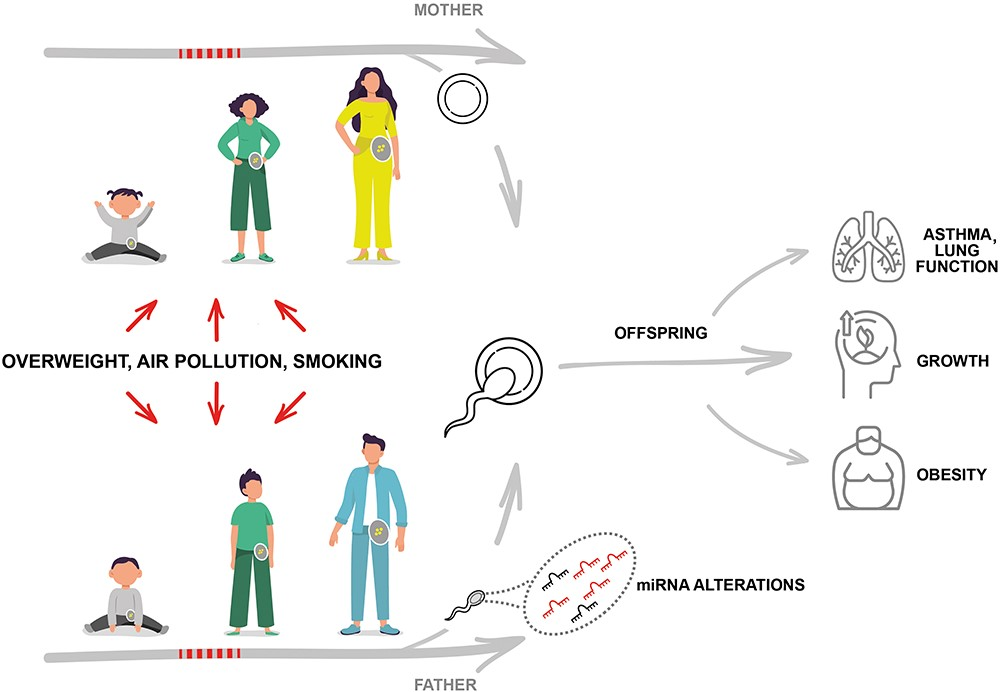 MOTHER
OVERWEIGHT, AIR POLLUTION, SMOKING
OFFSPRING
ASTHMA,
LUNG
FUNCTION
GROWTH
OBESITY
miRNA ALTERATIONS
FATHER